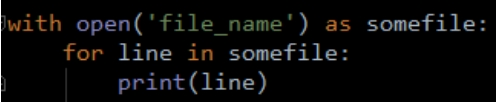 with open('file_name') as somefile:
    for line in somefile:
        print(line)